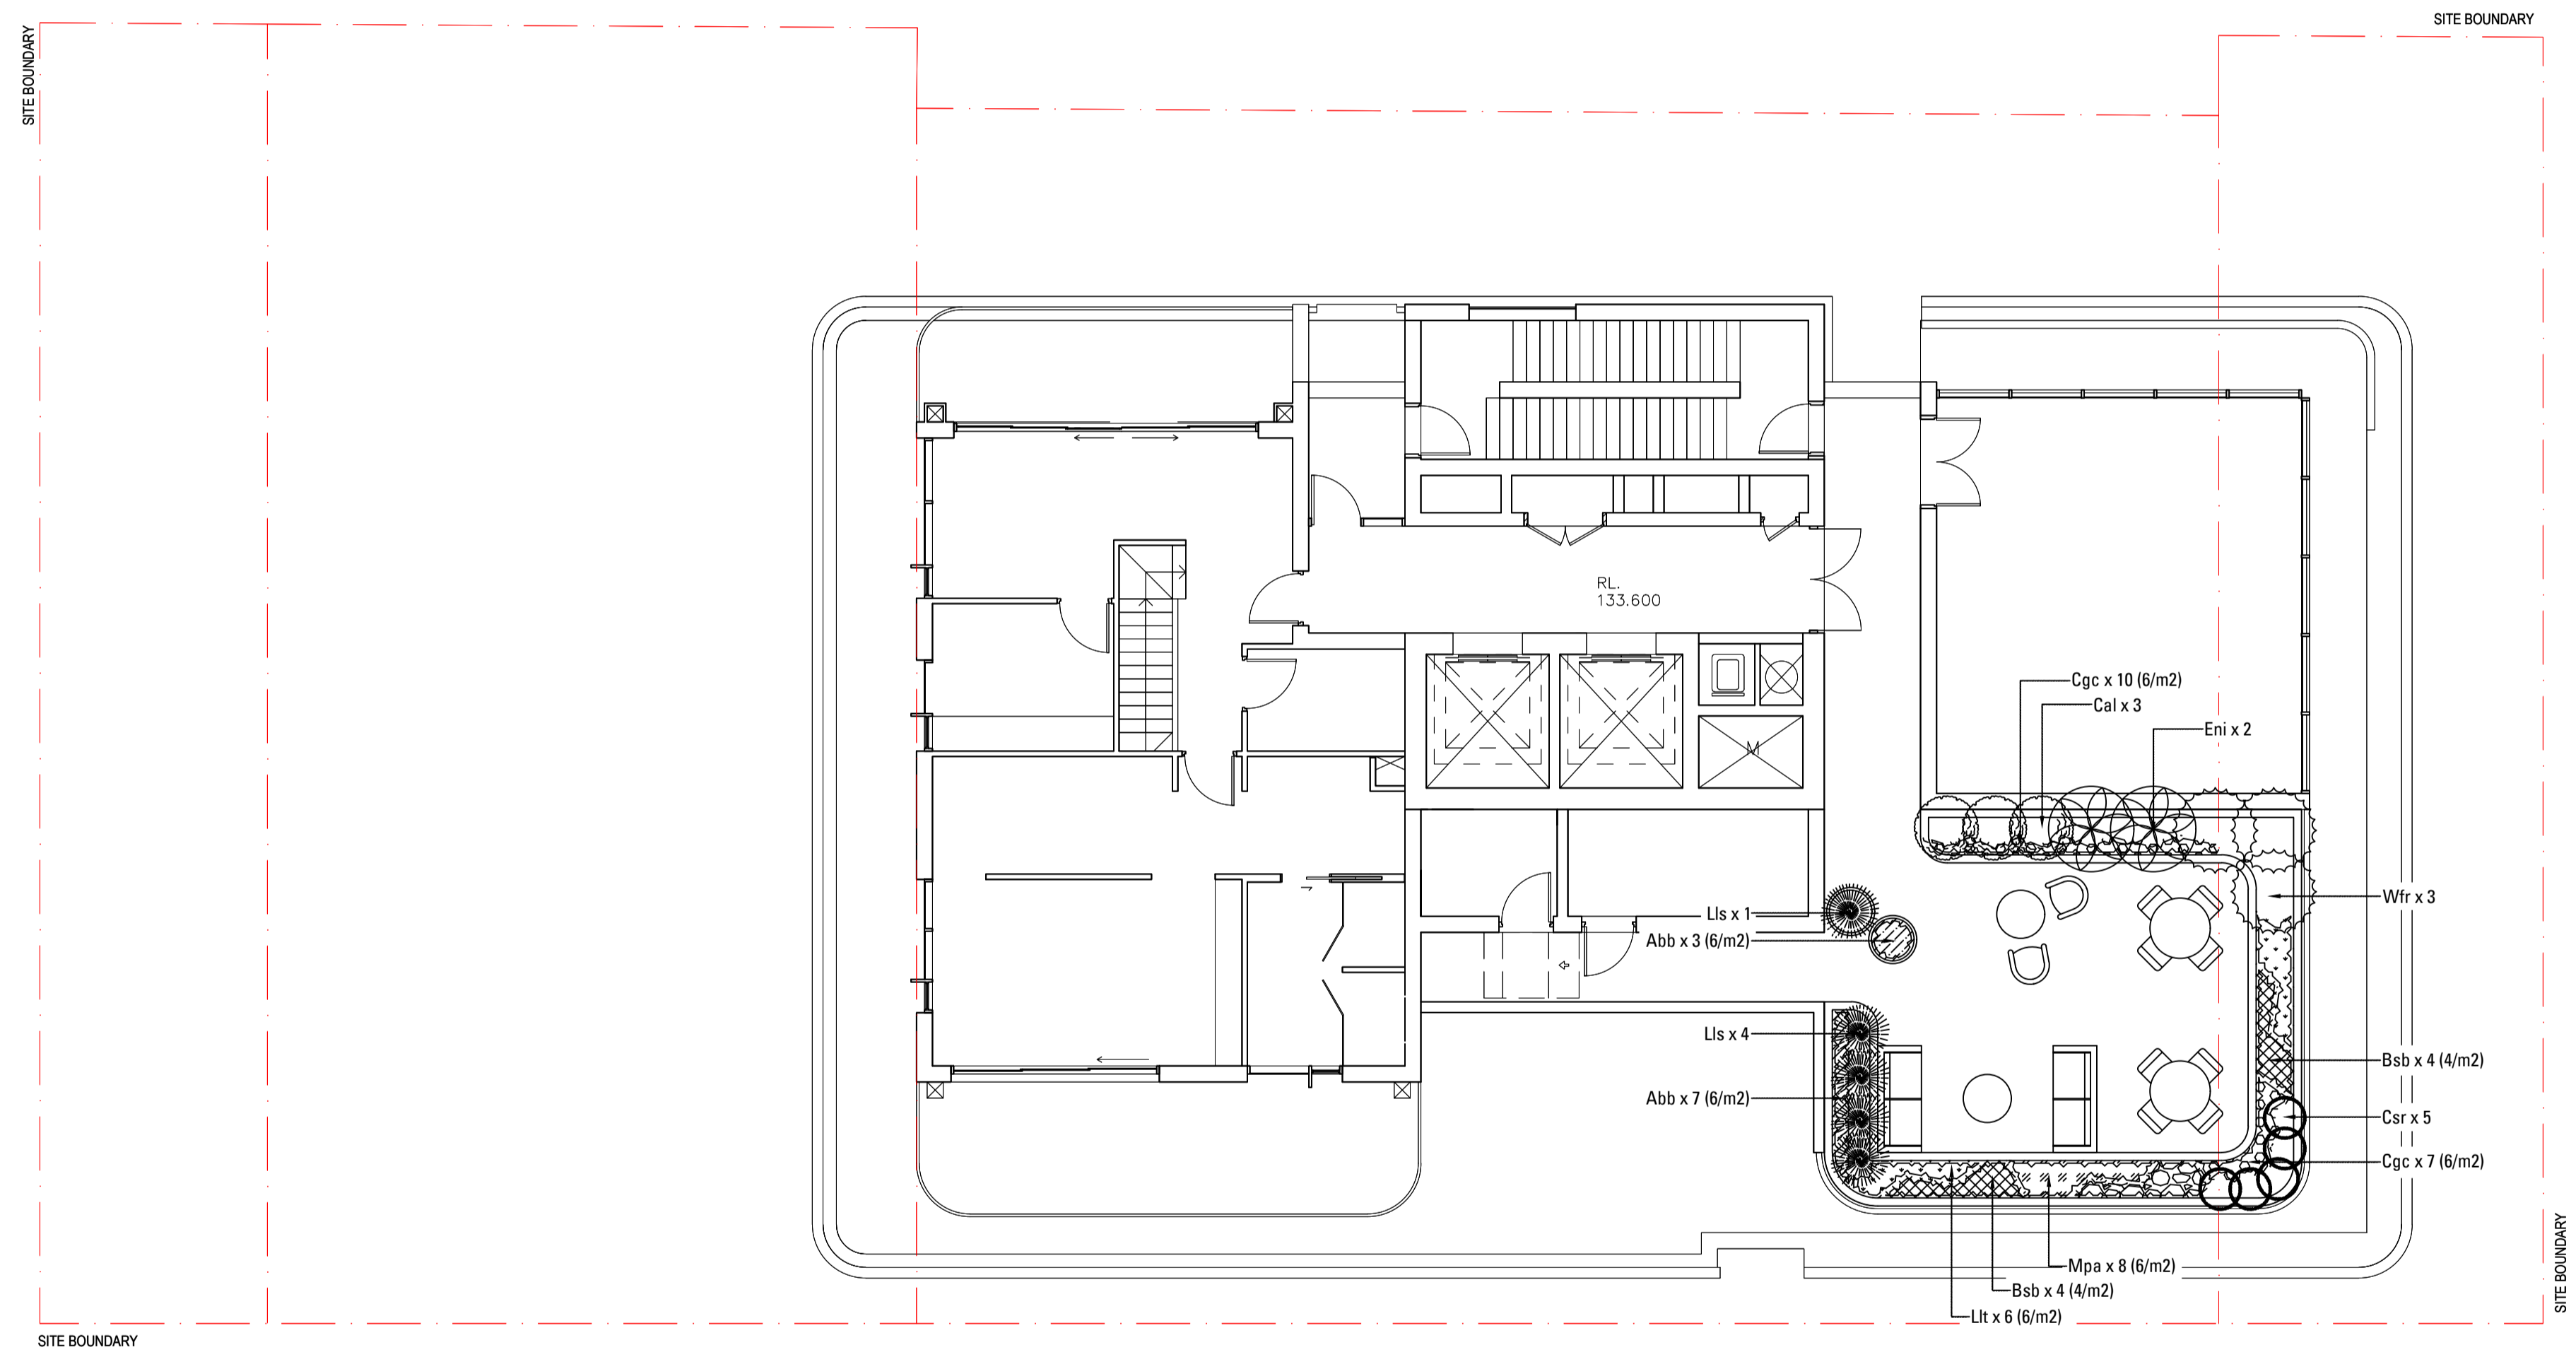 SITE BOUNDARY
SITE BOUNDARY
RL.
133.600
M
Cgc x 10 (6/m2)
Cal x 3
Eni x 2
Wfr x 3
Lls x 1
Abb x 3 (6/m2)
Lls x 4
Bsb x 4 (4/m2)
Abb x 7 (6/m2)
Csr x 5
Cgc x 7 (6/m2)
Mpa x 8 (6/m2)
Bsb x 4 (4/m2)
Llt x 6 (6/m2)
SITE BOUNDARY
SITE BOUNDARY